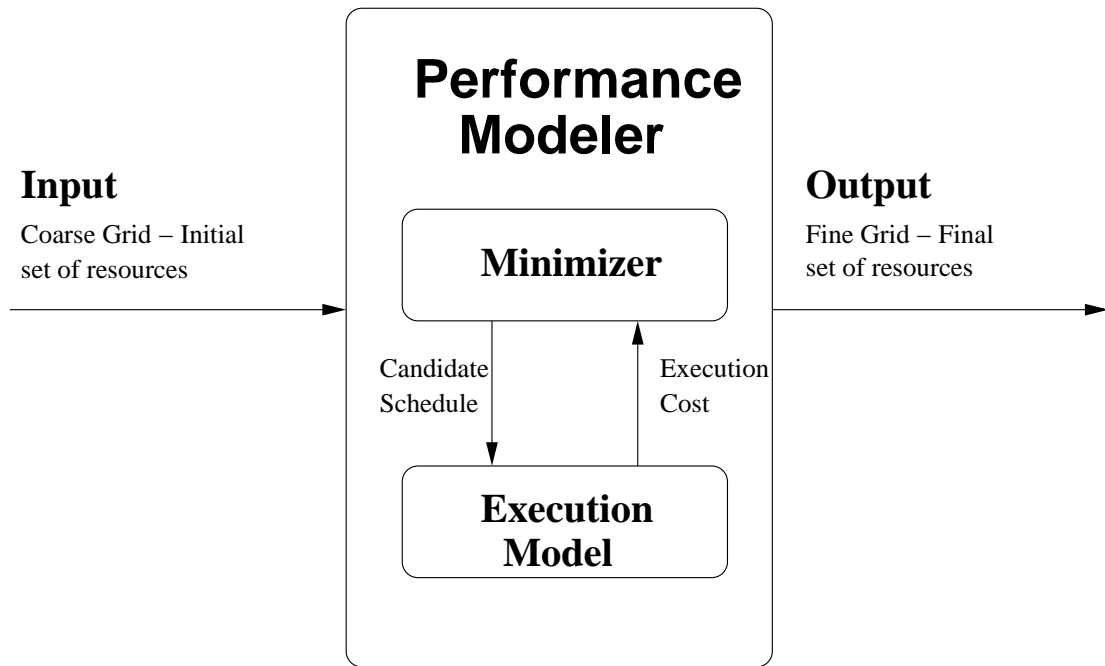 Performance
Modeler
Input
Coarse Grid – Initial
set of resources
Output
Fine Grid – Final
set of resources
Minimizer
Candidate
Schedule
Execution
Cost
Execution
Model